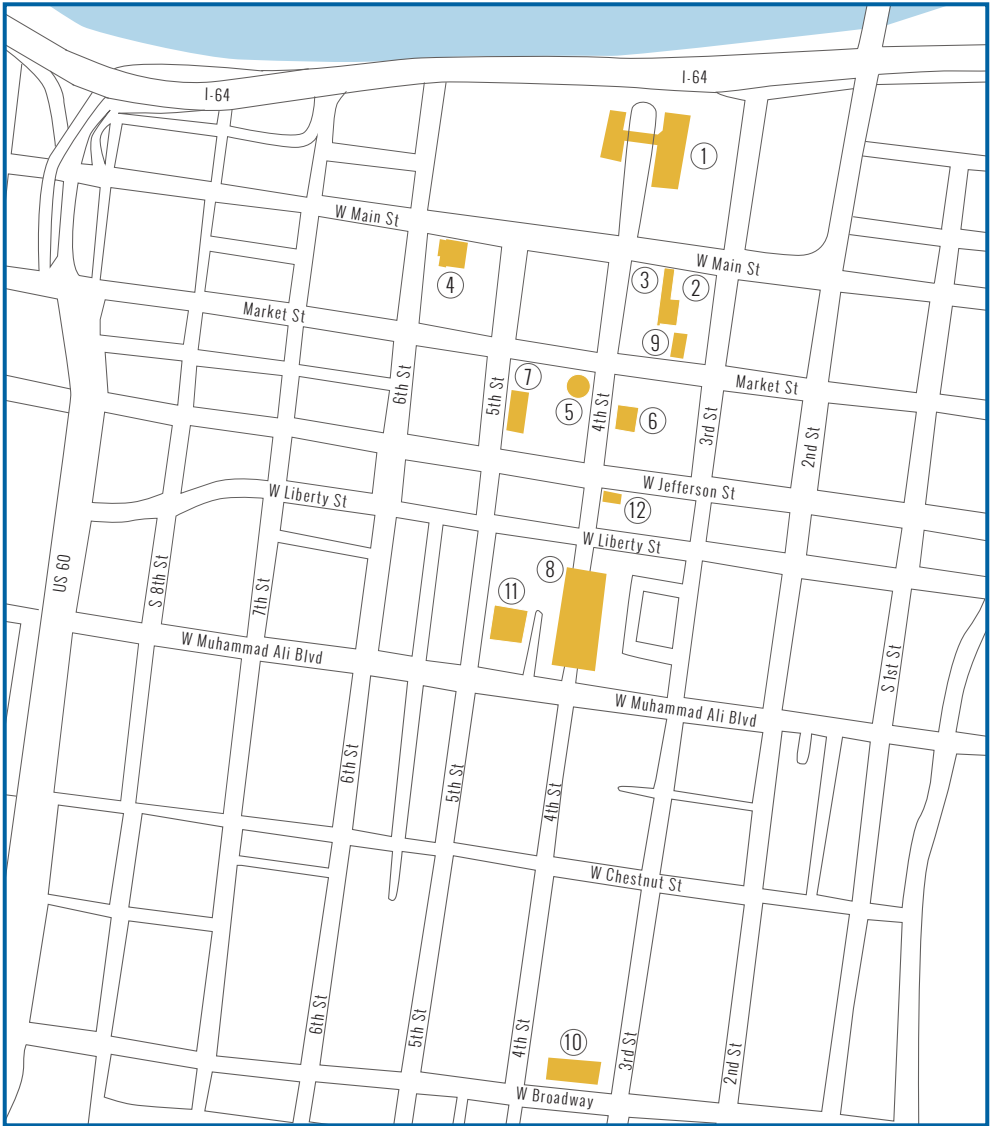 I-64
I-64
1
W Main St
W Main St
4
3
2
9
Market St
Market St
6th St
5th St
7
5
4th St
6
3rd St
2nd St
W Jefferson St
W Liberty St
12
W Liberty St
US 60
S 8th St
7th St
8
11
W Muhammad Ali Blvd
S 1st St
W Muhammad Ali Blvd
6th St
5th St
4th St
W Chestnut St
6th St
5th St
4th St
10
3rd St
2nd St
W Broadway